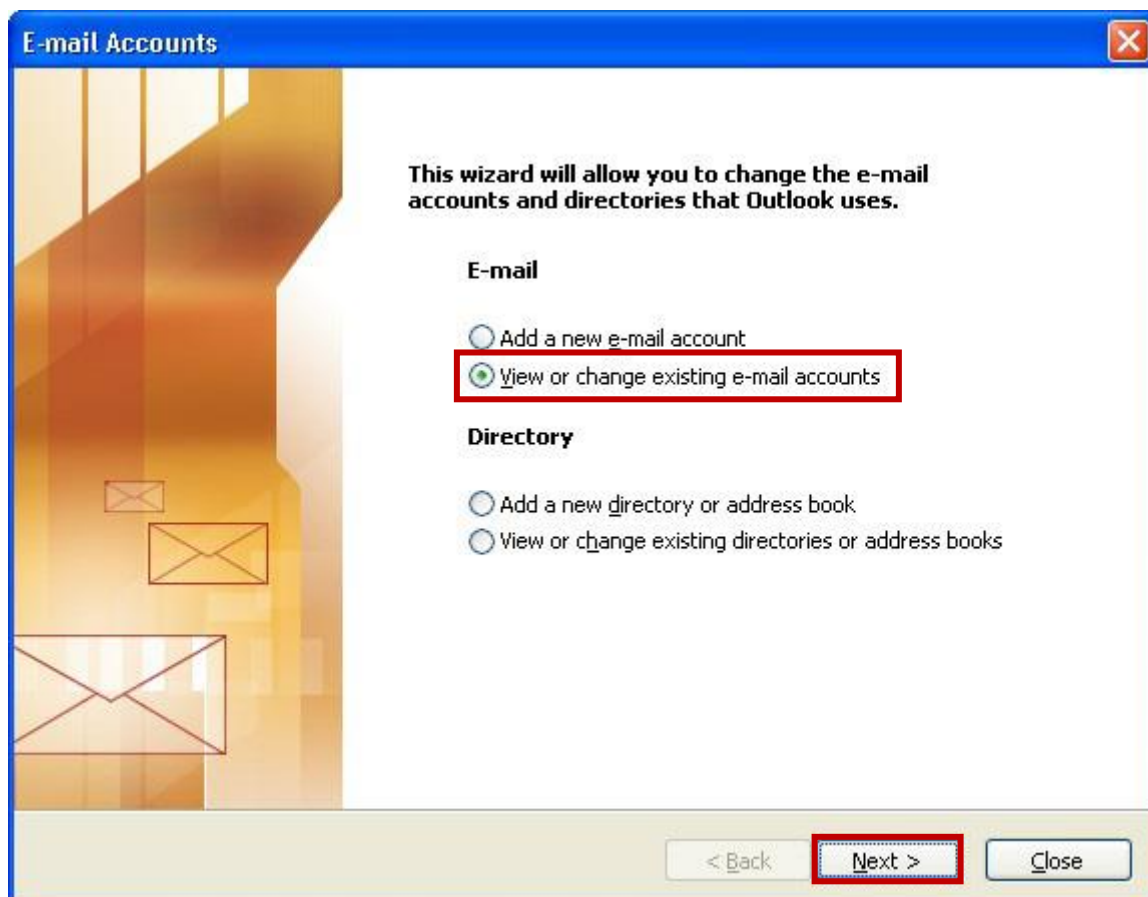 E-mail Accounts
This wizard will allow you to change the e-mail
accounts and directories that Outlook uses.
E-mail
Add a new e-mail account
View or change existing e-mail accounts
Directory
Add a new directory or address book
View or change existing directories or address books
< Back Next > Close